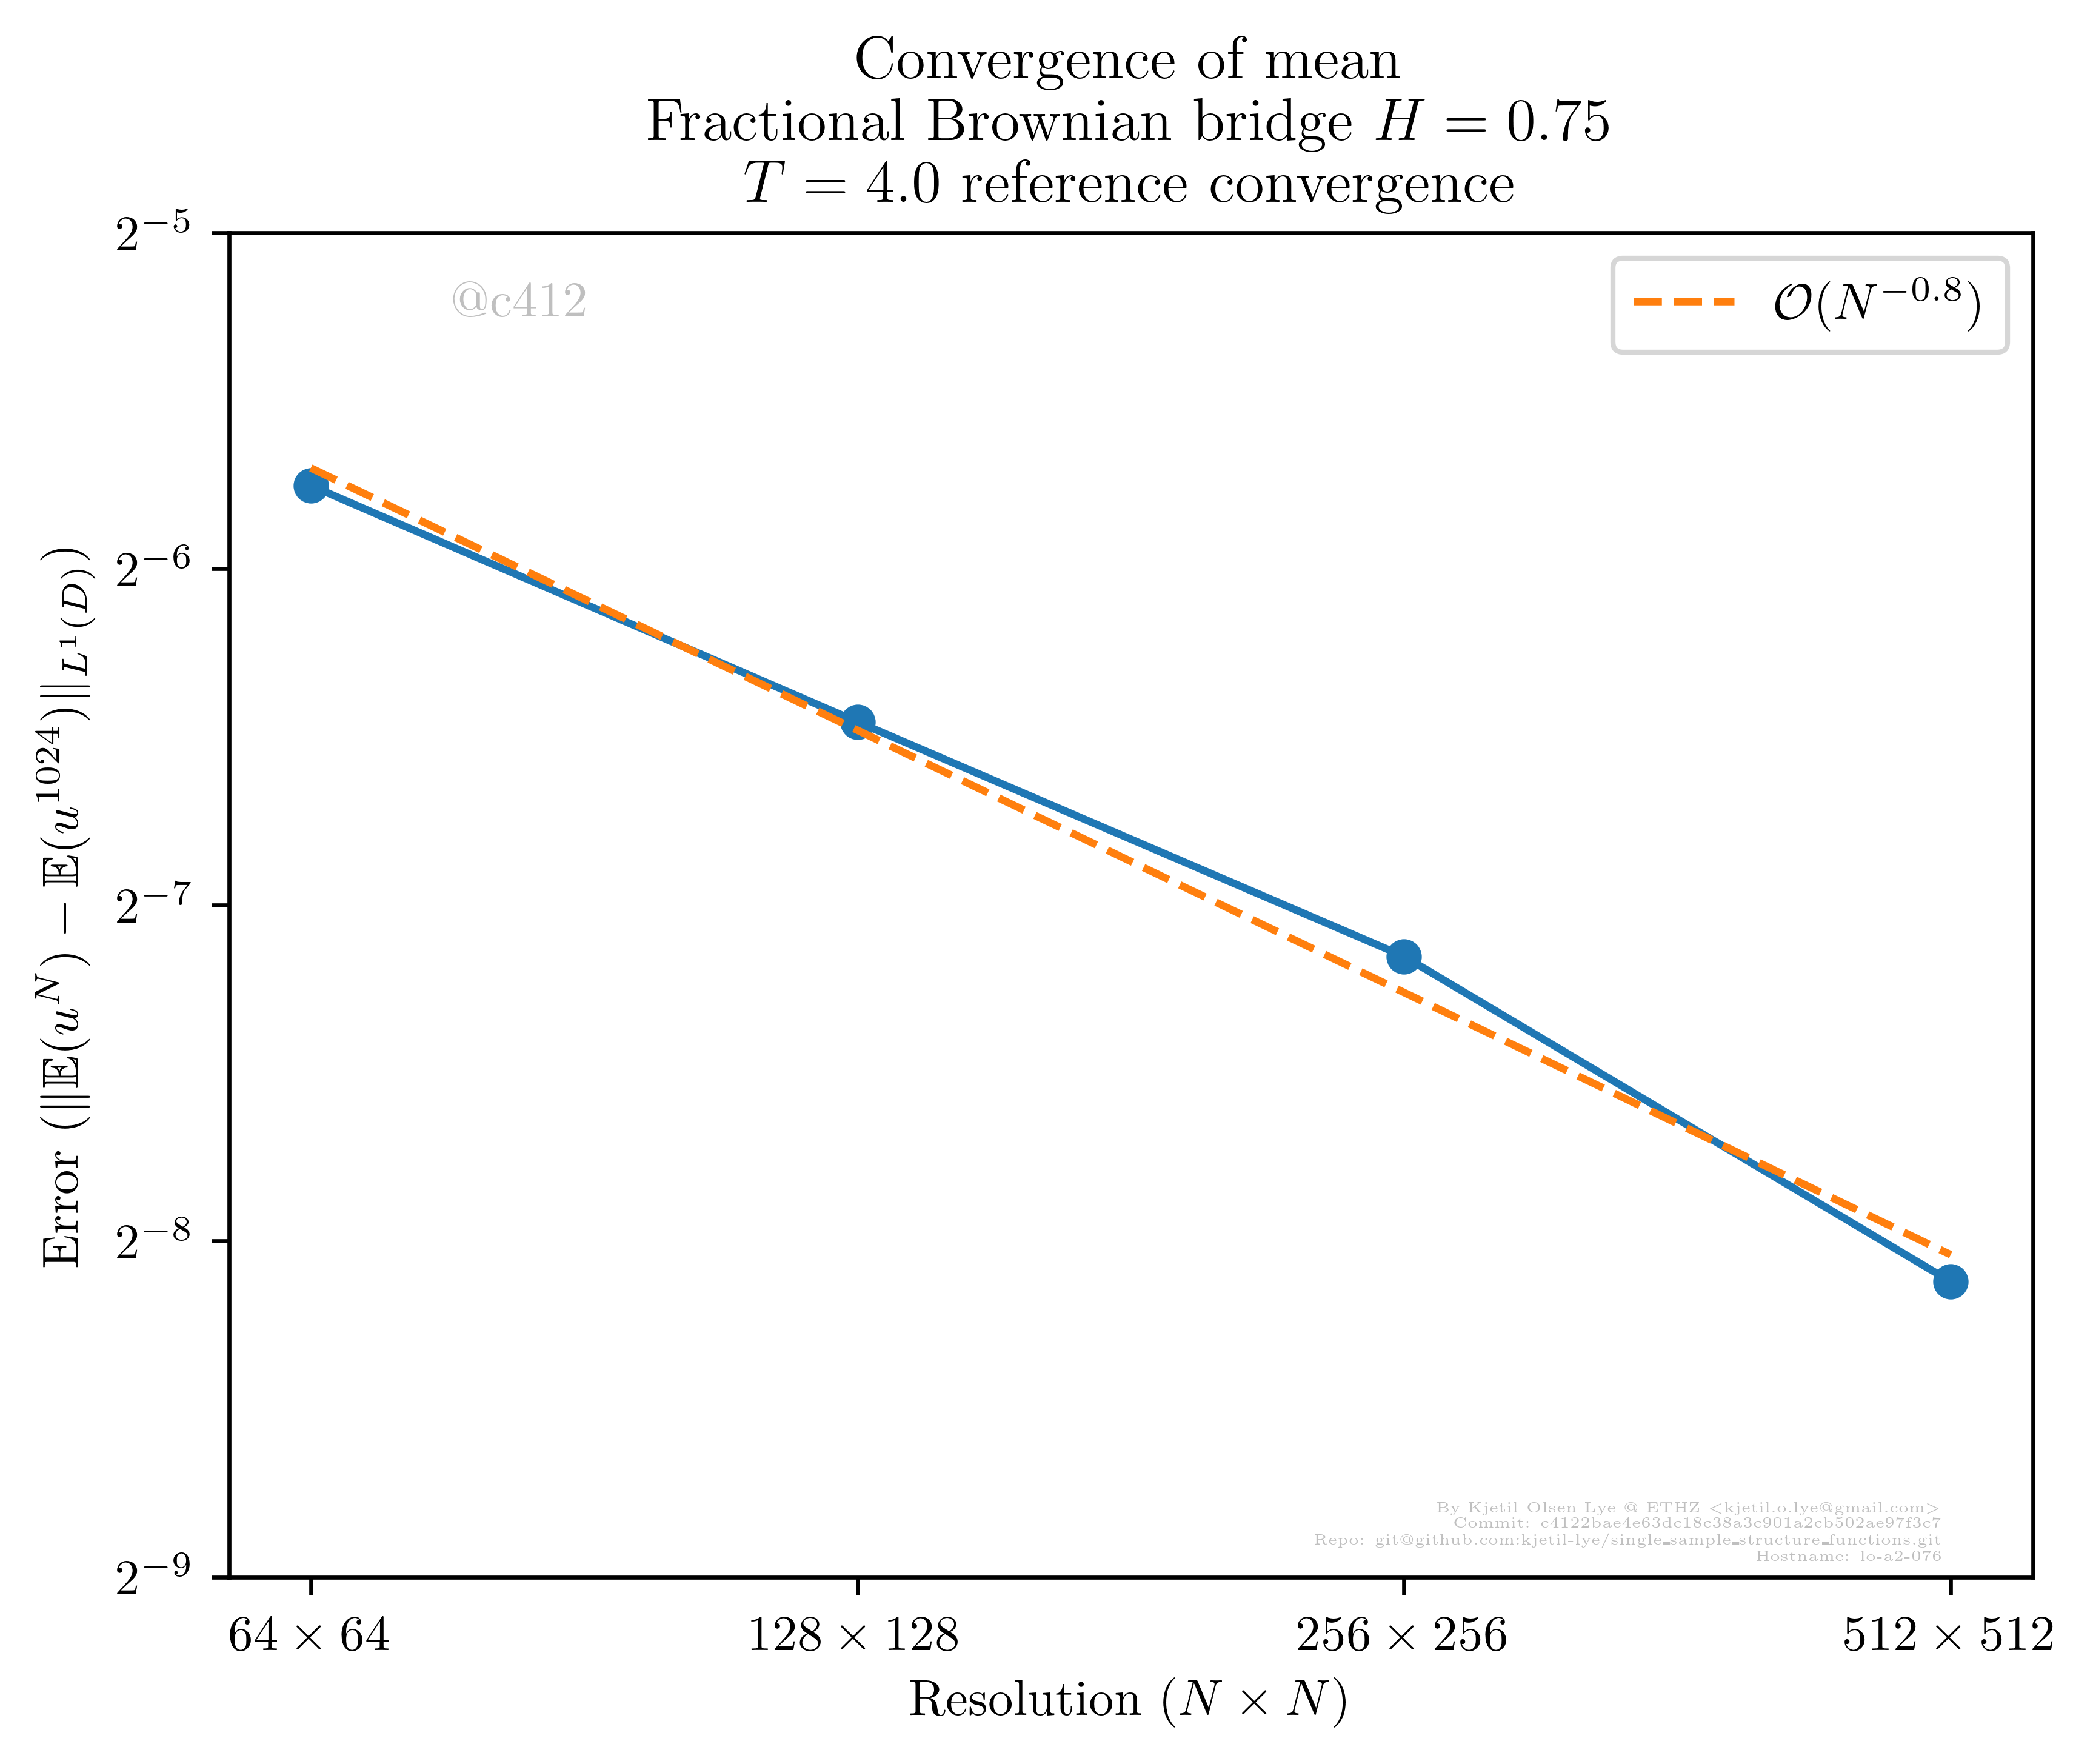 Convergence of mean
Fractional Brownian bridge H = 0.75
T = 4.0 reference convergence
2⁻⁵
@c412
𝒪(N⁻⁰·⁸)
2⁻⁶
2⁻⁷
2⁻⁸
2⁻⁹
Error (||𝔼(uᴺ) − 𝔼(u¹⁰²⁴)||_{L¹(D)})
By Kjetil Olsen Lye @ ETHZ <kjetil.o.lye@gmail.com>
Commit: c4122bae4e63dc18c38a3c901a2cb502ae97f3c7
Repo: git@github.com:kjetil-lye/single_sample_structure_functions.git
Hostname: lo-a2-076
64 × 64
128 × 128
256 × 256
512 × 512
Resolution (N × N)